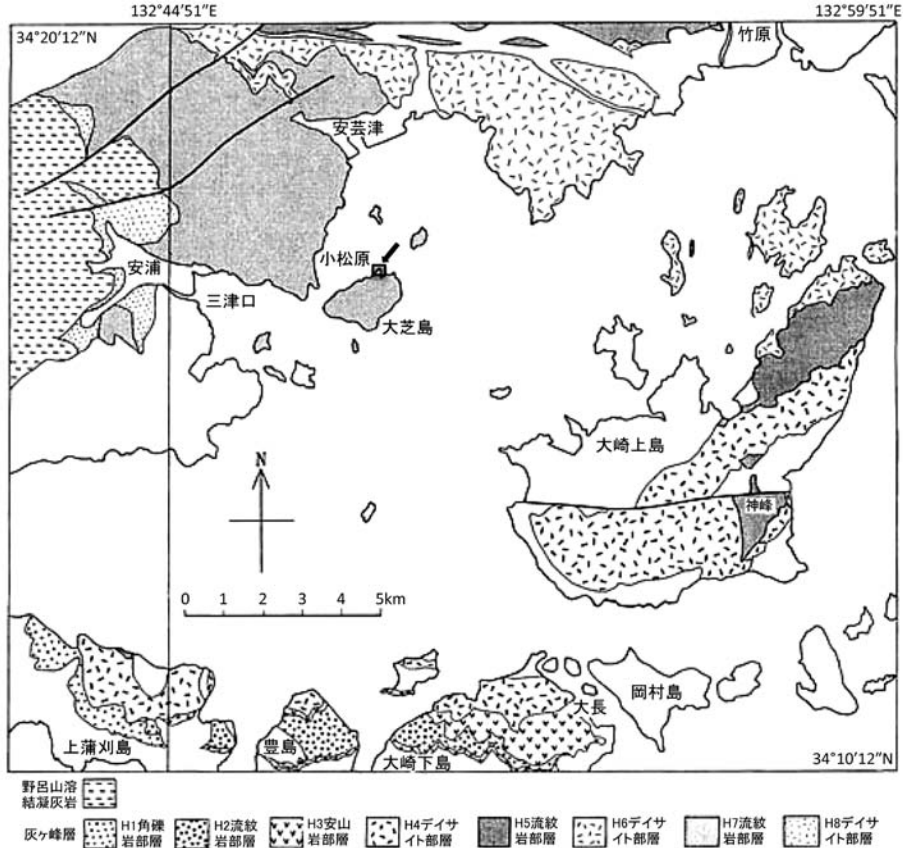 132°44′51″E
132°59′51″E
34°20′12″N
竹原
安芸津
小松原
安浦
三津口
大芝島
大崎上島
N
神峰
0 1 2 3 4 5km
岡村島
大長
上蒲刈島
豊島
大崎下島
34°10′12″N
野呂山溶
結凝灰岩
灰ヶ峰層
H1角礫
岩部層
H2流紋
岩部層
H3安山
岩部層
H4デイサ
イト部層
H5流紋
岩部層
H6デイサ
イト部層
H7流紋
岩部層
H8デイサ
イト部層